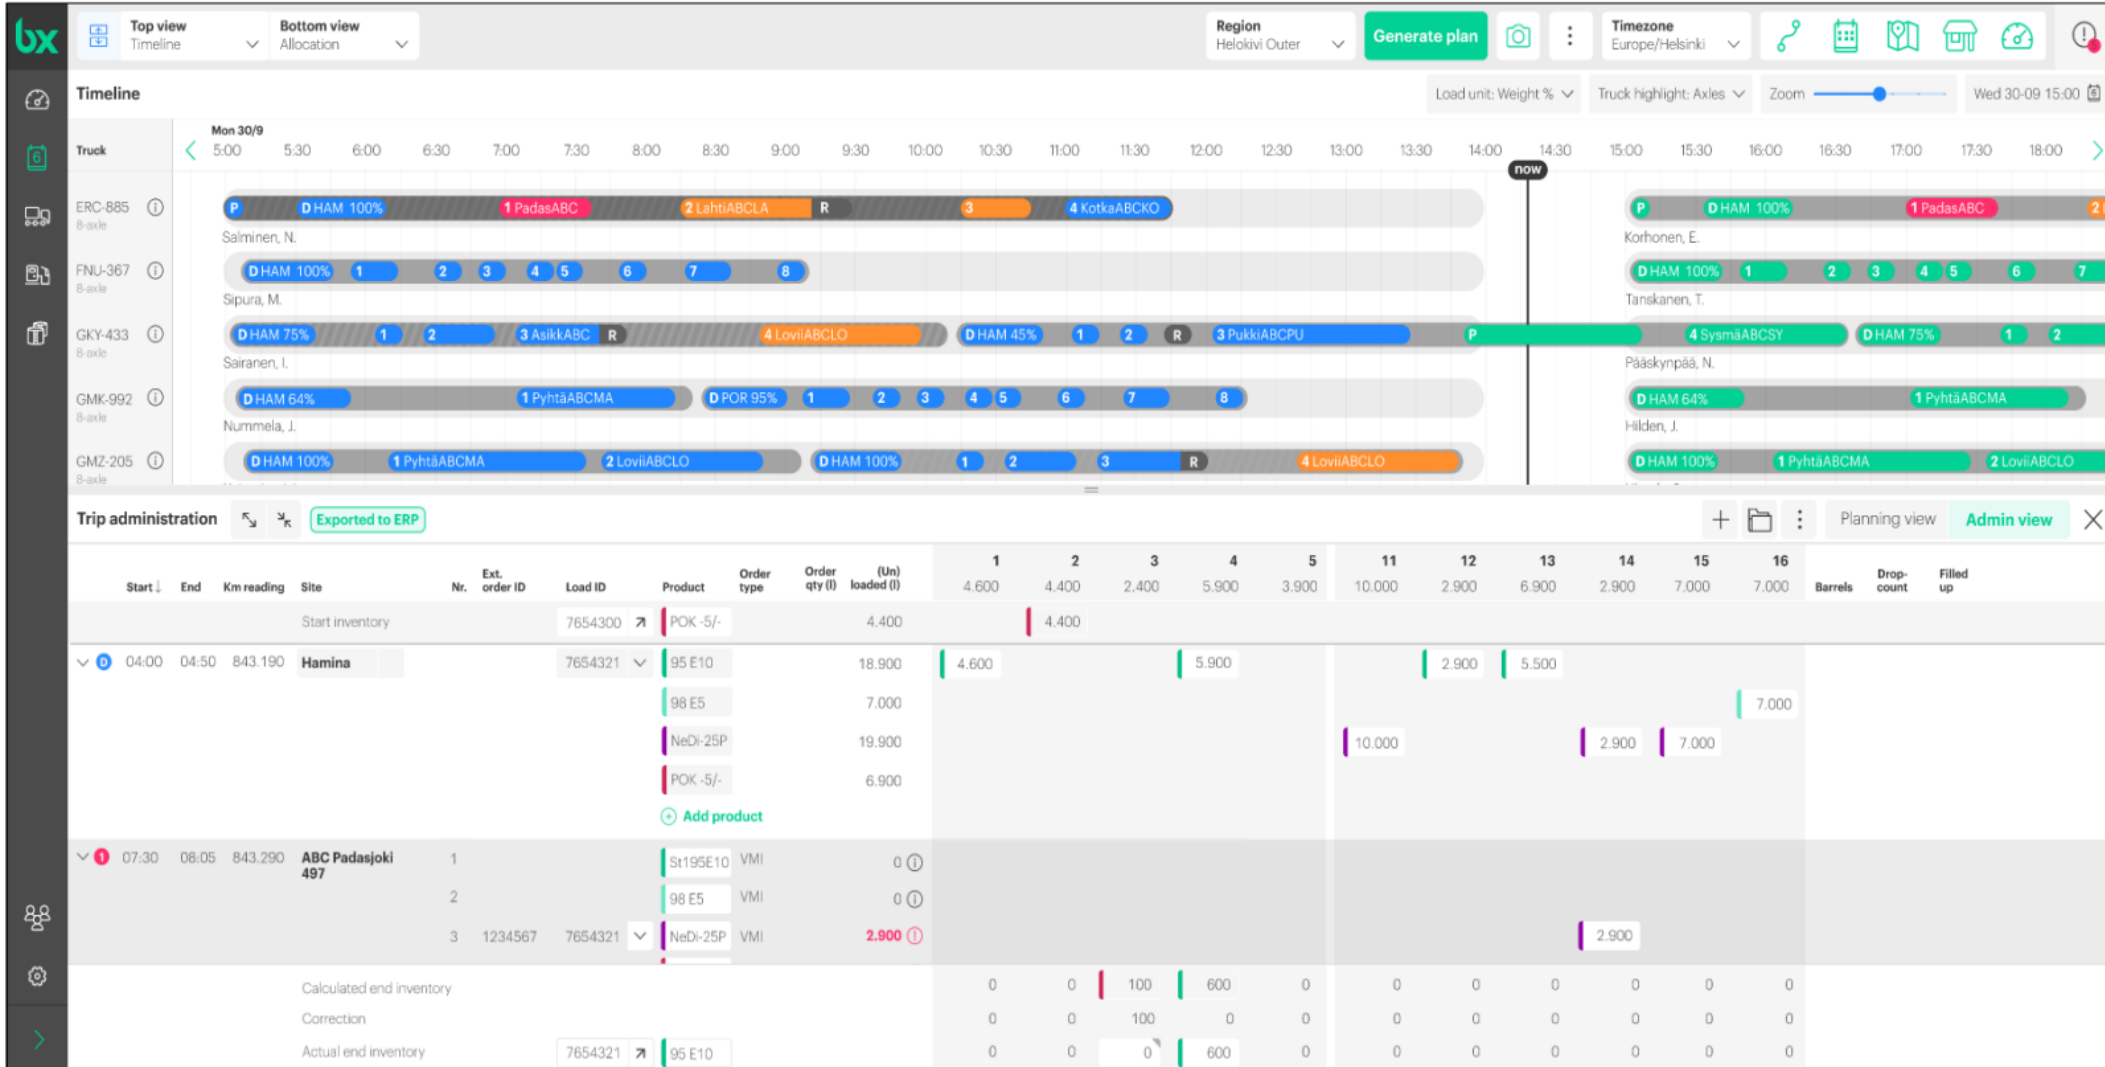 bx
Top view
Timeline
Bottom view
Allocation
Region
Helokivi Outer
Generate plan
Timezone
Europe/Helsinki
Timeline
Load unit: Weight %
Truck highlight: Axles
Zoom
Wed 30-09 15:00
Mon 30/9
Truck
5:00 5:30 6:00 6:30 7:00 7:30 8:00 8:30 9:00 9:30 10:00 10:30 11:00 11:30 12:00 12:30 13:00 13:30 14:00 14:30 15:00 15:30 16:00 16:30 17:00 17:30 18:00
now
ERC-885
8-axle
P D HAM 100% 1 PadasABC 2 LahtiABCLA R 3 4 KotkaABCKO P D HAM 100% 1 PadasABC 2
Salminen, N. Korhonen, E.
FNU-367
8-axle
D HAM 100% 1 2 3 4 5 6 7 8 D HAM 100% 1 2 3 4 5 6 7
Sipura, M. Tanskanen, T.
GKY-433
8-axle
D HAM 75% 1 2 3 AsikkABC R 4 LoviiABCLO D HAM 45% 1 2 R 3 PukkiABCPU P 4 SysmäABCSY D HAM 75% 1 2
Sairanen, I. Pääskynpää, N.
GMK-992
8-axle
D HAM 64% 1 PyhtäABCMA D POR 95% 1 2 3 4 5 6 7 8 D HAM 64% 1 PyhtäABCMA
Nummela, J. Hilden, J.
GMZ-205
8-axle
D HAM 100% 1 PyhtäABCMA 2 LoviiABCLO D HAM 100% 1 2 3 R 4 LoviiABCLO D HAM 100% 1 PyhtäABCMA 2 LoviiABCLO
Trip administration Exported to ERP Planning view Admin view
1 2 3 4 5 11 12 13 14 15 16
4.600 4.400 2.400 5.900 3.900 10.000 2.900 6.900 2.900 7.000 7.000
Start End Km reading Site Nr. Ext. order ID Load ID Product Order type Order qty (l) (Un) loaded (l) Barrels Drop-count Filled up
Start inventory 7654300 POK -5/- 4.400 4.400
D 04:00 04:50 843.190 Hamina 7654321 95 E10 18.900 4.600 5.900 2.900 5.500
98 E5 7.000 7.000
NeDi-25P 19.900 10.000 2.900 7.000
POK -5/- 6.900
Add product
1 07:30 08:05 843.290 ABC Padasjoki 497 1 St195E10 VMI 0
2 98 E5 VMI 0
3 1234567 7654321 NeDi-25P VMI 2.900 2.900
Calculated end inventory 0 0 100 600 0 0 0 0 0 0 0
Correction 0 0 100 0 0 0 0 0 0 0 0
Actual end inventory 7654321 95 E10 0 0 0 600 0 0 0 0 0 0 0